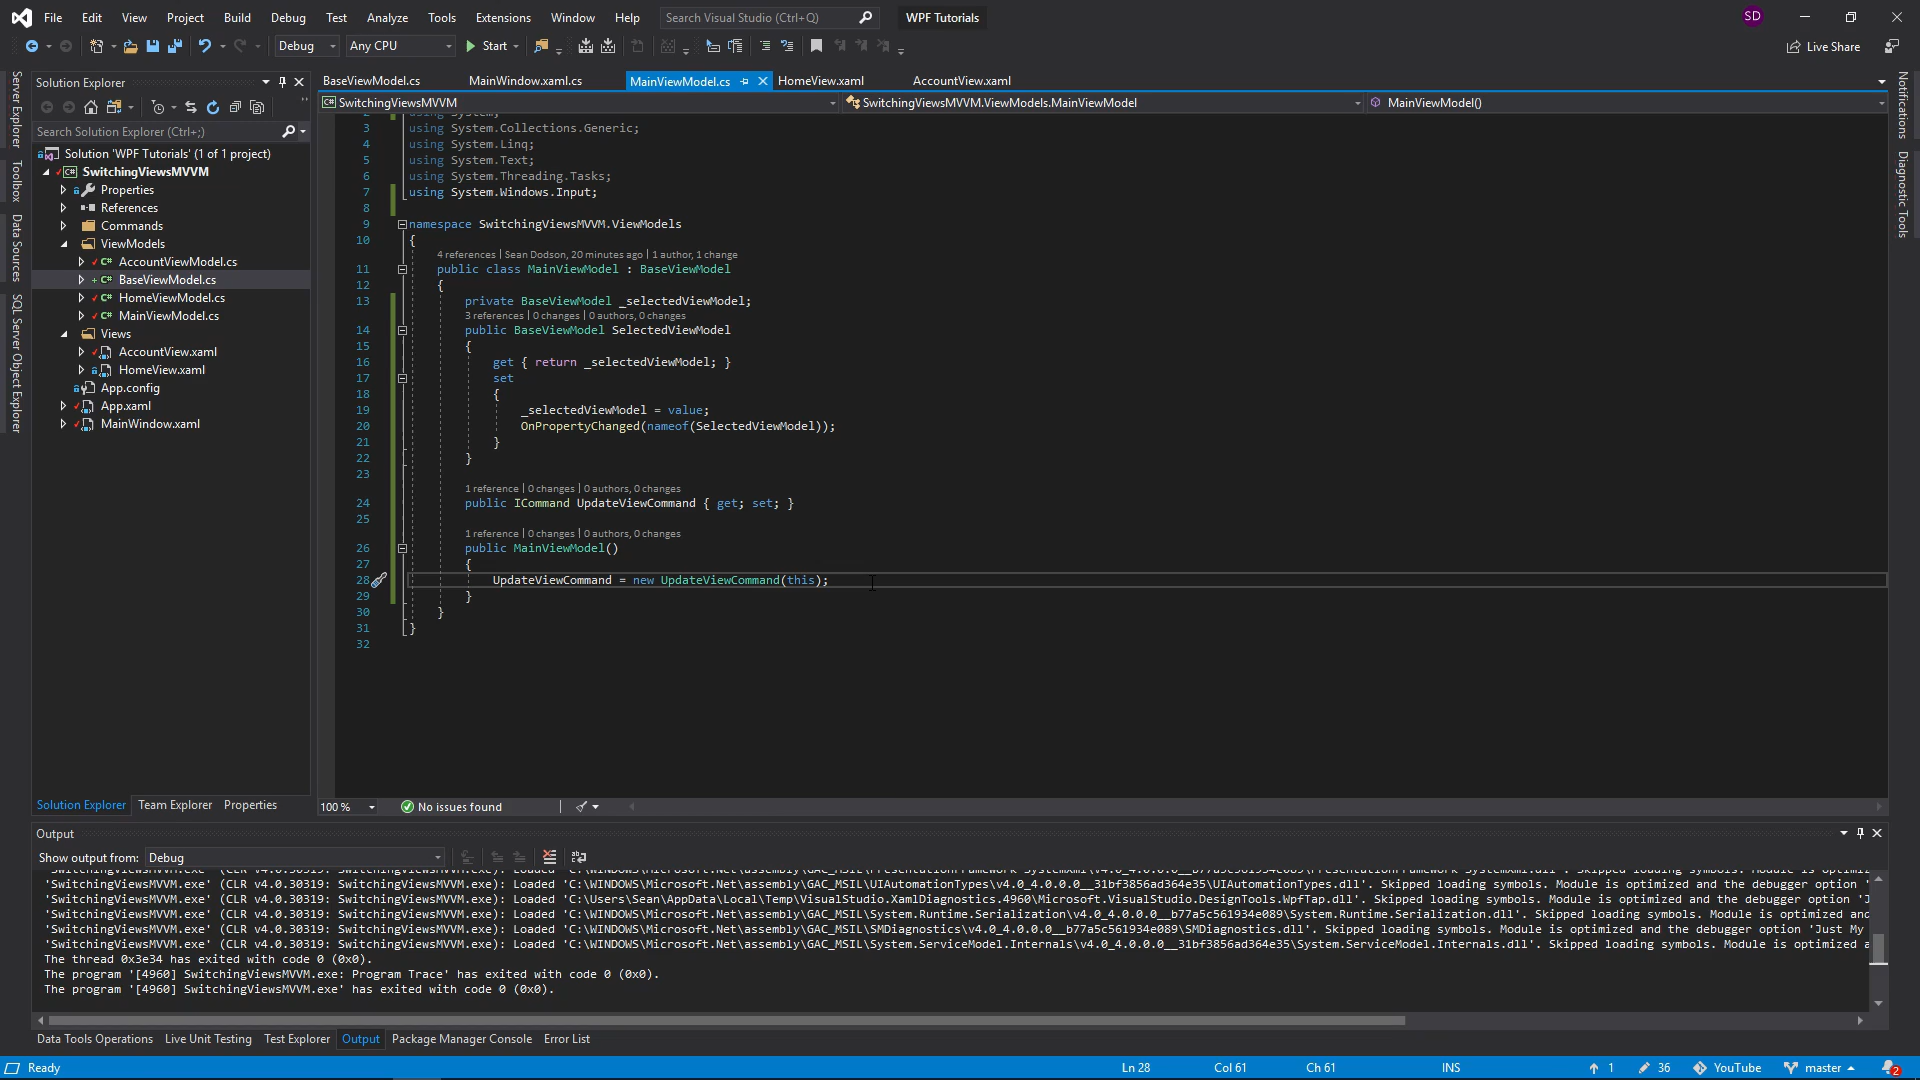 File Edit View Project Build Debug Test Analyze Tools Extensions Window Help Search Visual Studio (Ctrl+Q) WPF Tutorials SD
Debug Any CPU Start Live Share
Server Explorer
Toolbox
Data Sources
SQL Server Object Explorer
Solution Explorer
Search Solution Explorer (Ctrl+;)
Solution 'WPF Tutorials' (1 of 1 project)
SwitchingViewsMVVM
Properties
References
Commands
ViewModels
AccountViewModel.cs
BaseViewModel.cs
HomeViewModel.cs
MainViewModel.cs
Views
AccountView.xaml
HomeView.xaml
App.config
App.xaml
MainWindow.xaml
Solution Explorer Team Explorer Properties
BaseViewModel.cs MainWindow.xaml.cs MainViewModel.cs HomeView.xaml AccountView.xaml
SwitchingViewsMVVM SwitchingViewsMVVM.ViewModels.MainViewModel MainViewModel()
2 using System;
3 using System.Collections.Generic;
4 using System.Linq;
5 using System.Text;
6 using System.Threading.Tasks;
7 using System.Windows.Input;
8
9 namespace SwitchingViewsMVVM.ViewModels
10 {
4 references | Sean Dodson, 20 minutes ago | 1 author, 1 change
11 public class MainViewModel : BaseViewModel
12 {
13 private BaseViewModel _selectedViewModel;
3 references | 0 changes | 0 authors, 0 changes
14 public BaseViewModel SelectedViewModel
15 {
16 get { return _selectedViewModel; }
17 set
18 {
19 _selectedViewModel = value;
20 OnPropertyChanged(nameof(SelectedViewModel));
21 }
22 }
23
1 reference | 0 changes | 0 authors, 0 changes
24 public ICommand UpdateViewCommand { get; set; }
25
1 reference | 0 changes | 0 authors, 0 changes
26 public MainViewModel()
27 {
28 UpdateViewCommand = new UpdateViewCommand(this);
29 }
30 }
31 }
32
100 % No issues found
Notifications
Diagnostic Tools
Output
Show output from: Debug
'SwitchingViewsMVVM.exe' (CLR v4.0.30319: SwitchingViewsMVVM.exe): Loaded 'C:\WINDOWS\Microsoft.Net\assembly\GAC_MSIL\UIAutomationTypes\v4.0_4.0.0.0__31bf3856ad364e35\UIAutomationTypes.dll'. Skipped loading symbols. Module is optimized and the debugger option 'J
'SwitchingViewsMVVM.exe' (CLR v4.0.30319: SwitchingViewsMVVM.exe): Loaded 'C:\Users\Sean\AppData\Local\Temp\VisualStudio.XamlDiagnostics.4960\Microsoft.VisualStudio.DesignTools.WpfTap.dll'. Skipped loading symbols. Module is optimized and the debugger option 'J
'SwitchingViewsMVVM.exe' (CLR v4.0.30319: SwitchingViewsMVVM.exe): Loaded 'C:\WINDOWS\Microsoft.Net\assembly\GAC_MSIL\System.Runtime.Serialization\v4.0_4.0.0.0__b77a5c561934e089\System.Runtime.Serialization.dll'. Skipped loading symbols. Module is optimized and
'SwitchingViewsMVVM.exe' (CLR v4.0.30319: SwitchingViewsMVVM.exe): Loaded 'C:\WINDOWS\Microsoft.Net\assembly\GAC_MSIL\SMDiagnostics\v4.0_4.0.0.0__b77a5c561934e089\SMDiagnostics.dll'. Skipped loading symbols. Module is optimized and the debugger option 'Just My
'SwitchingViewsMVVM.exe' (CLR v4.0.30319: SwitchingViewsMVVM.exe): Loaded 'C:\WINDOWS\Microsoft.Net\assembly\GAC_MSIL\System.ServiceModel.Internals\v4.0_4.0.0.0__31bf3856ad364e35\System.ServiceModel.Internals.dll'. Skipped loading symbols. Module is optimized a
The thread 0x3e34 has exited with code 0 (0x0).
The program '[4960] SwitchingViewsMVVM.exe: Program Trace' has exited with code 0 (0x0).
The program '[4960] SwitchingViewsMVVM.exe' has exited with code 0 (0x0).
Data Tools Operations Live Unit Testing Test Explorer Output Package Manager Console Error List
Ready Ln 28 Col 61 Ch 61 INS 1 36 YouTube master 2